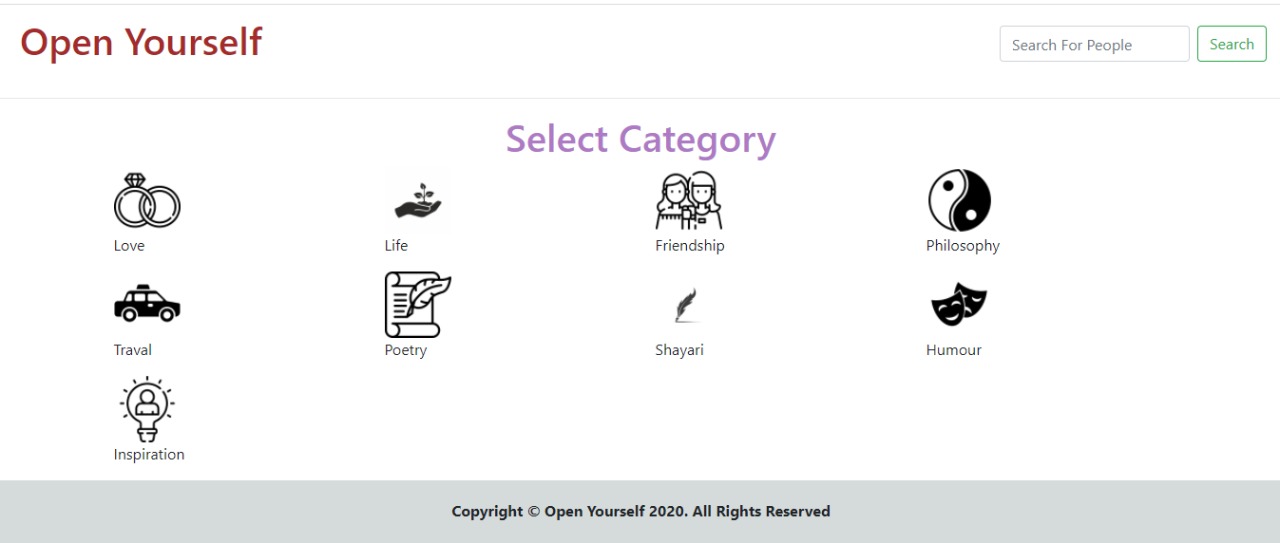 Open Yourself
Search For People
Search
Select Category
Love
Life
Friendship
Philosophy
Traval
Poetry
Shayari
Humour
Inspiration
Copyright © Open Yourself 2020. All Rights Reserved